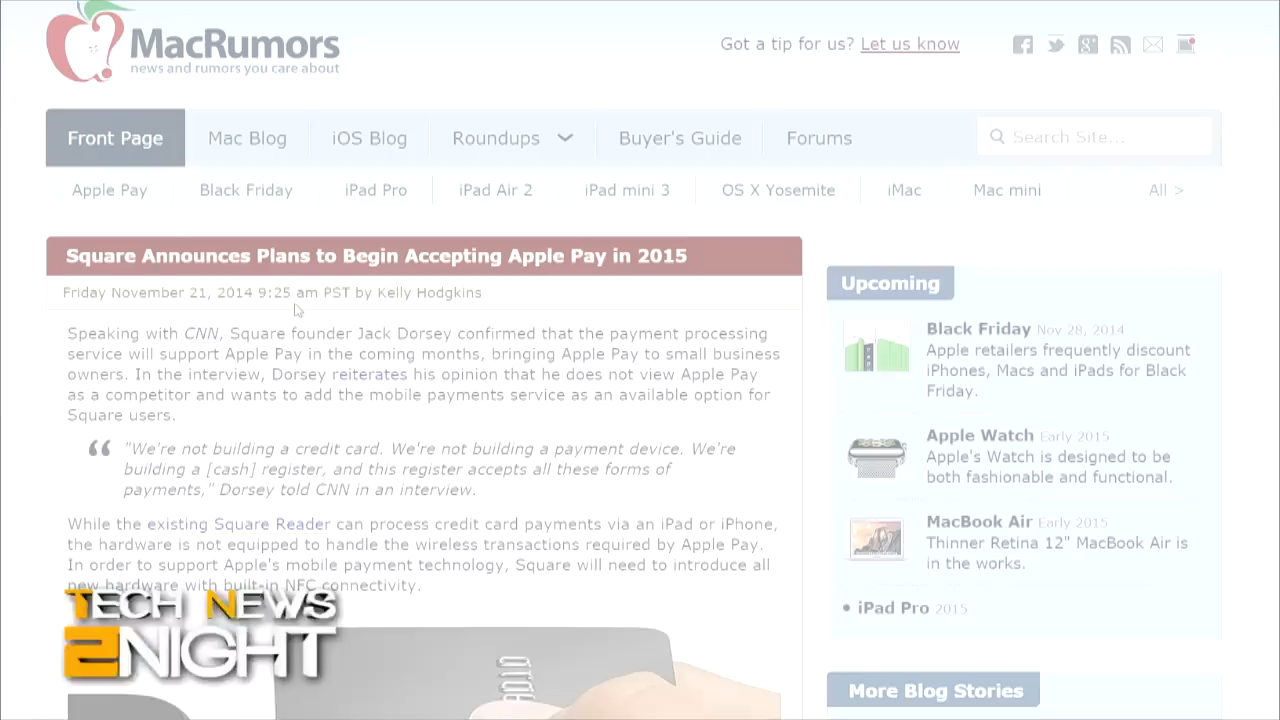 MacRumors
news and rumors you care about
Got a tip for us? Let us know
Front Page Mac Blog iOS Blog Roundups Buyer's Guide Forums Search Site...
Apple Pay Black Friday iPad Pro iPad Air 2 iPad mini 3 OS X Yosemite iMac Mac mini All >
Square Announces Plans to Begin Accepting Apple Pay in 2015
Friday November 21, 2014 9:25 am PST by Kelly Hodgkins
Speaking with CNN, Square founder Jack Dorsey confirmed that the payment processing
service will support Apple Pay in the coming months, bringing Apple Pay to small business
owners. In the interview, Dorsey reiterates his opinion that he does not view Apple Pay
as a competitor and wants to add the mobile payments service as an available option for
Square users.
"We're not building a credit card. We're not building a payment device. We're
building a [cash] register, and this register accepts all these forms of
payments," Dorsey told CNN in an interview.
While the existing Square Reader can process credit card payments via an iPad or iPhone,
the hardware is not equipped to handle the wireless transactions required by Apple Pay.
In order to support Apple's mobile payment technology, Square will need to introduce all
new hardware with built-in NFC connectivity.
Upcoming
Black Friday Nov 28, 2014
Apple retailers frequently discount
iPhones, Macs and iPads for Black
Friday.
Apple Watch Early 2015
Apple's Watch is designed to be
both fashionable and functional.
MacBook Air Early 2015
Thinner Retina 12" MacBook Air is
in the works.
• iPad Pro 2015
More Blog Stories
TECH NEWS
2NIGHT